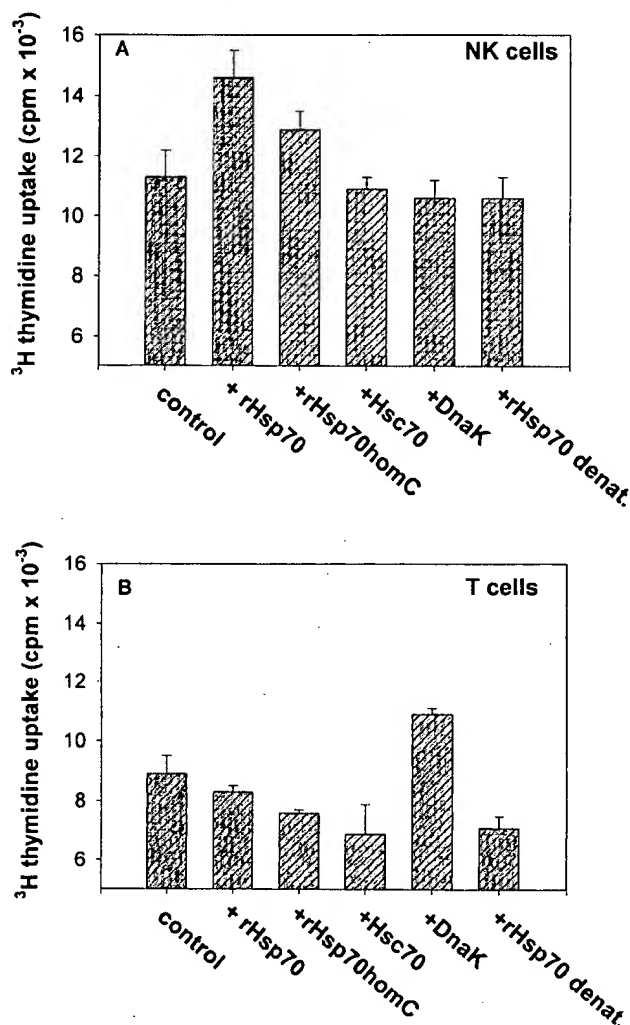 A
NK cells
³H thymidine uptake (cpm x 10⁻³)
16
14
12
10
8
6
control
+ rHsp70
+rHsp70homC
+Hsc70
+DnaK
+rHsp70 denat.
B
T cells
³H thymidine uptake (cpm x 10⁻³)
16
14
12
10
8
6
control
+ rHsp70
+rHsp70homC
+Hsc70
+DnaK
+rHsp70 denat.